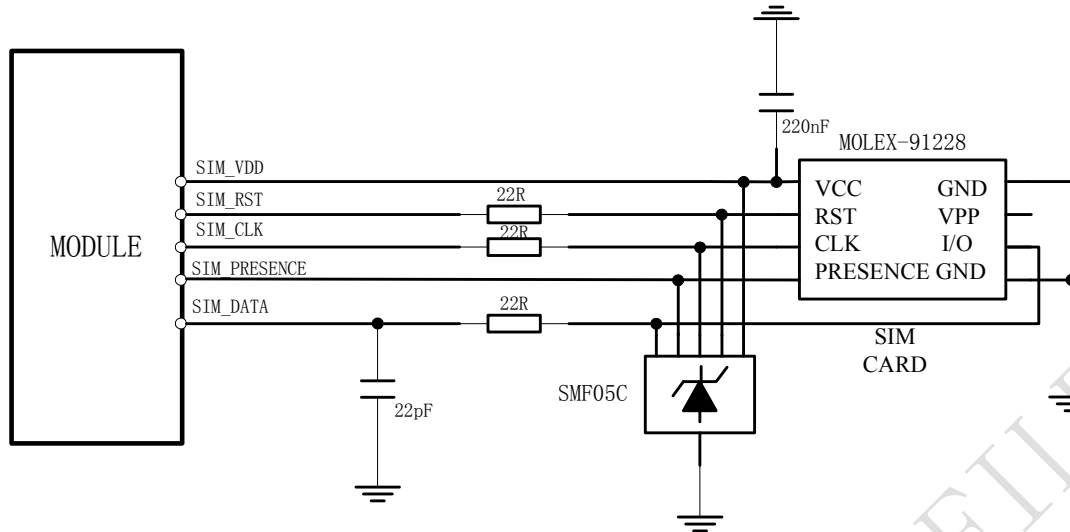 220nF
MOLEX-91228
MODULE
SIM_VDD
SIM_RST
SIM_CLK
SIM_PRESENCE
SIM_DATA
22R
22R
22R
VCC GND
RST VPP
CLK I/O
PRESENCE GND
SIM
CARD
SMF05C
22pF